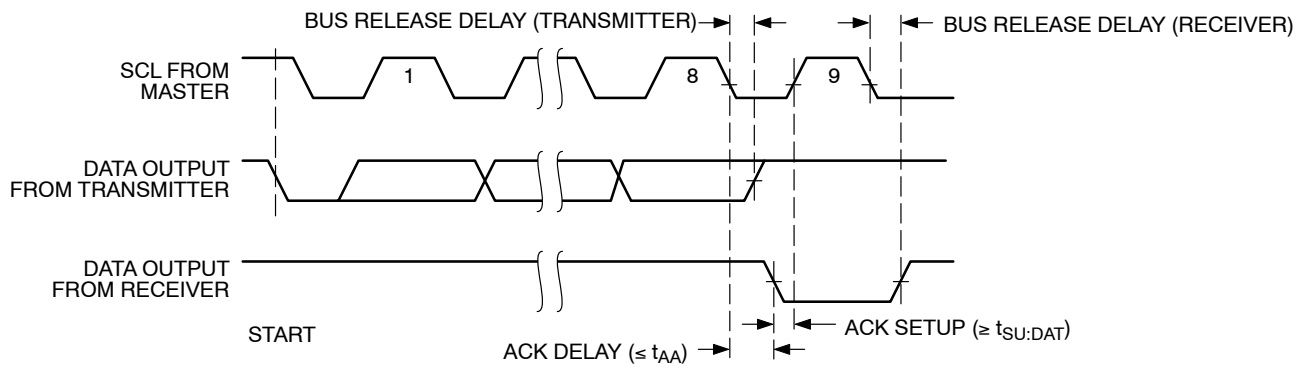 BUS RELEASE DELAY (TRANSMITTER)
BUS RELEASE DELAY (RECEIVER)
SCL FROM
MASTER
1
8
9
DATA OUTPUT
FROM TRANSMITTER
DATA OUTPUT
FROM RECEIVER
START
ACK SETUP (≥ tSU:DAT)
ACK DELAY (≤ tAA)